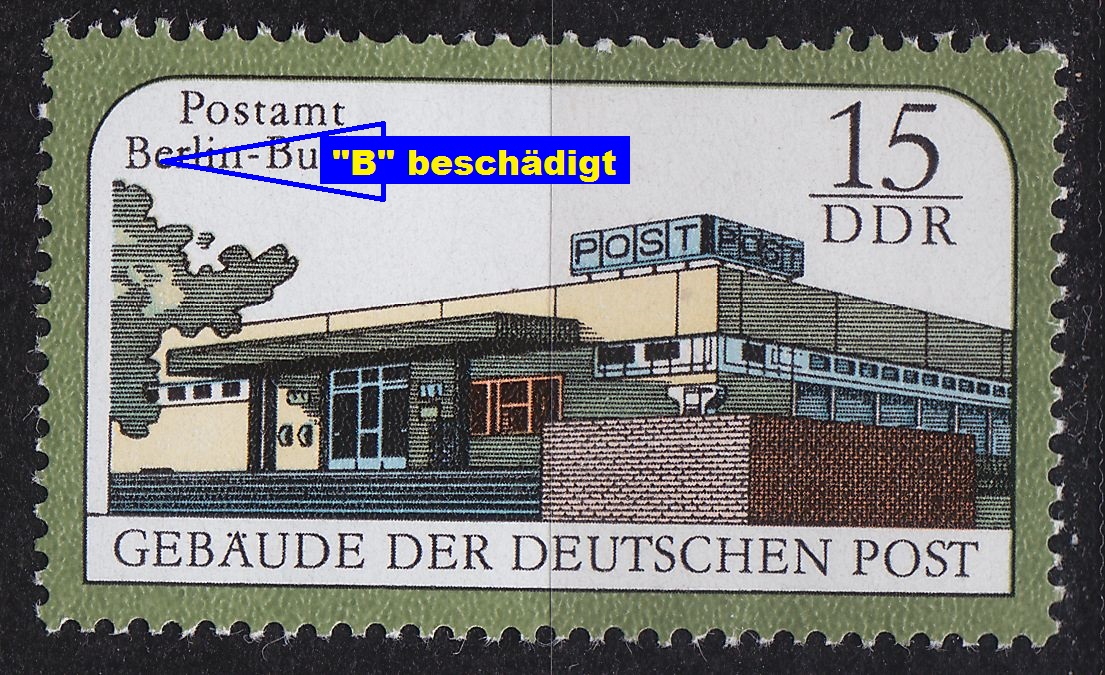 Postamt
Berlin-Bu
"B" beschädigt
15
DDR
POST POST
GEBÄUDE DER DEUTSCHEN POST